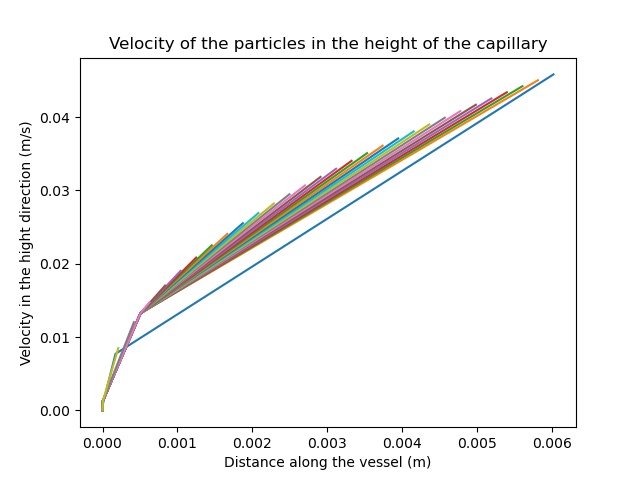 Velocity of the particles in the height of the capillary
Velocity in the hight direction (m/s)
0.04
0.03
0.02
0.01
0.00
0.000 0.001 0.002 0.003 0.004 0.005 0.006
Distance along the vessel (m)